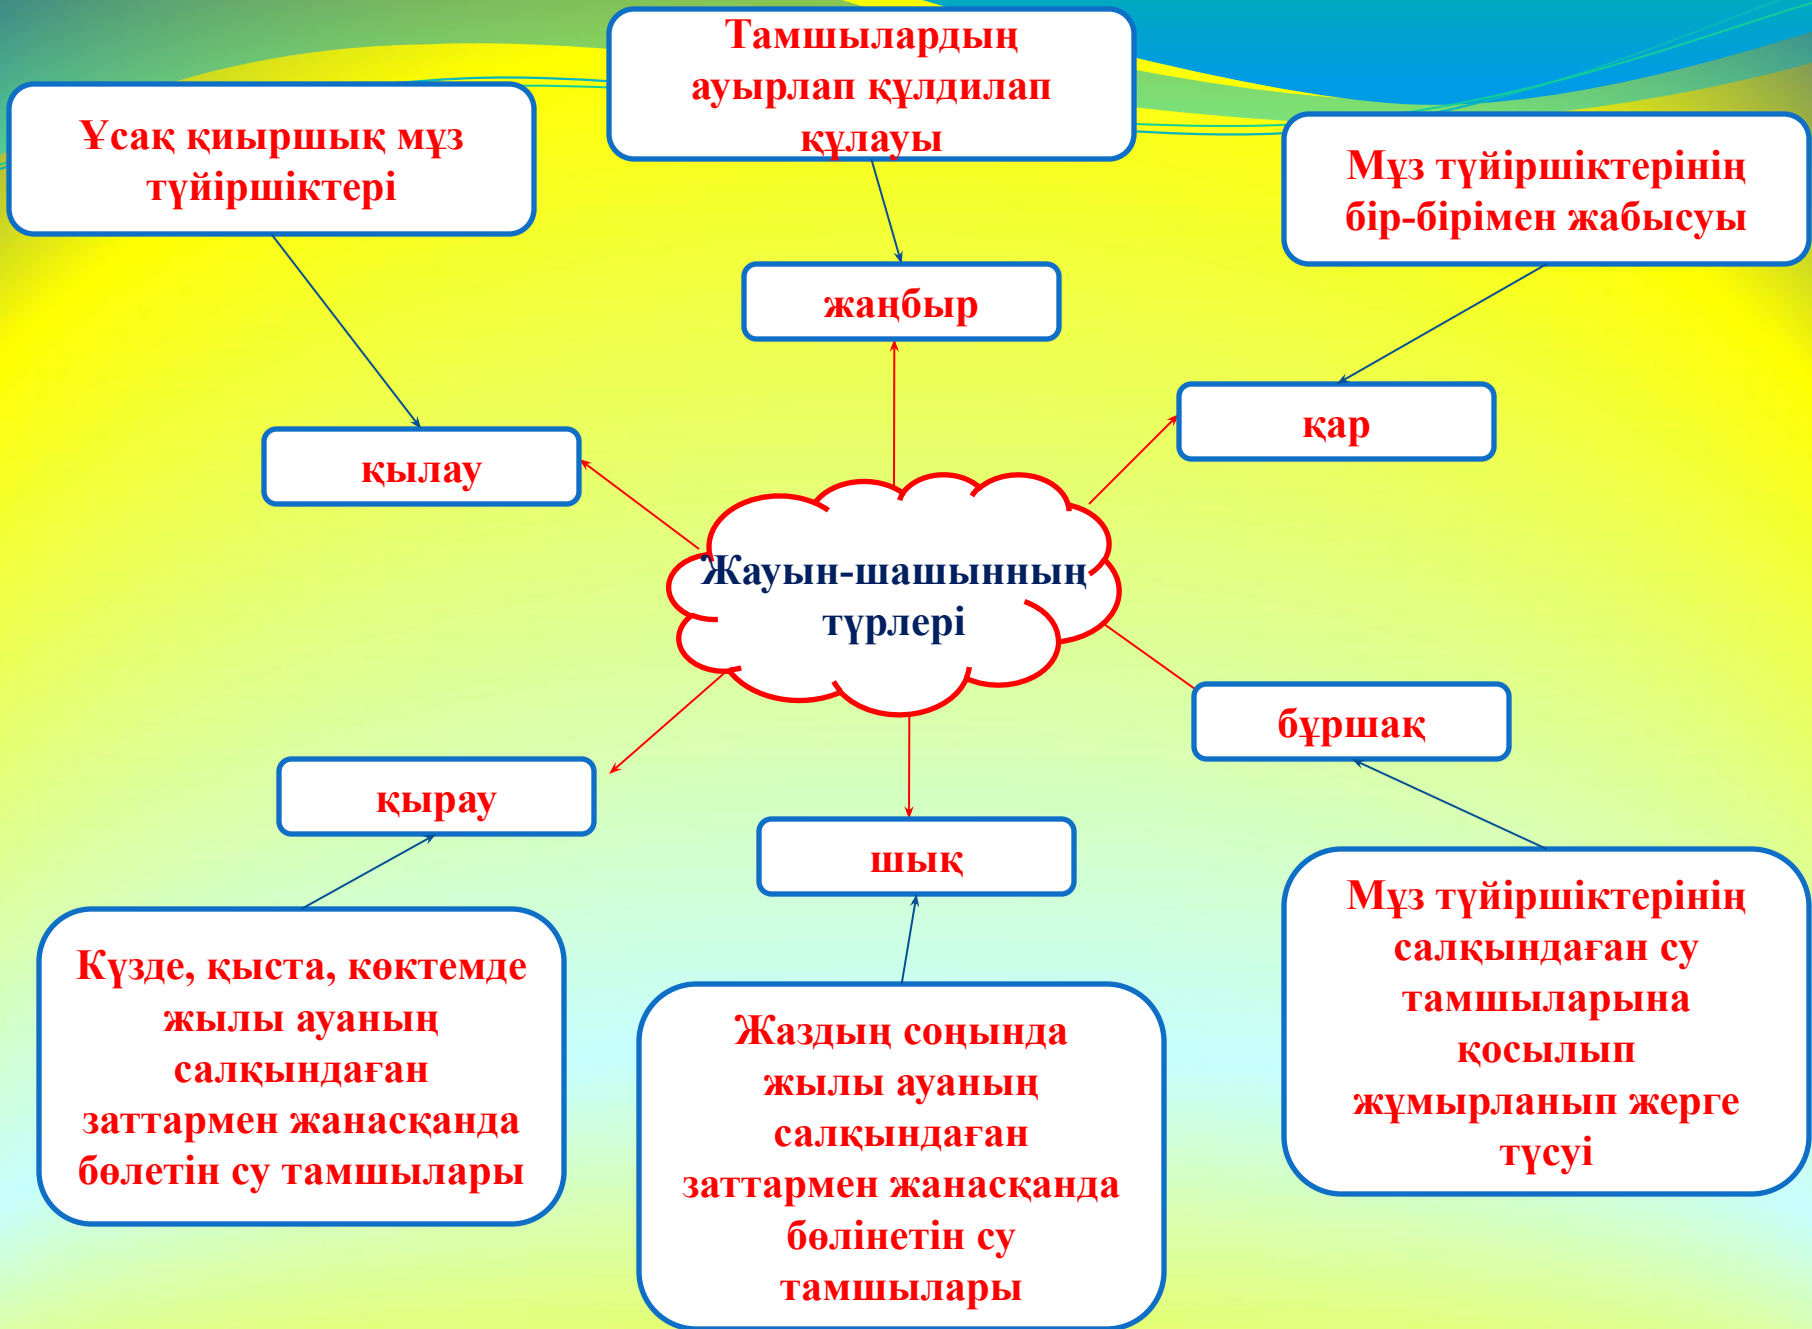 Тамшылардың
ауырлап құлдилап
құлауы
Ұсақ қиыршық мұз
түйіршіктері
Мұз түйіршіктерінің
бір-бірімен жабысуы
жаңбыр
қар
қылау
Жауын-шашынның
түрлері
бұршақ
қырау
шық
Күзде, қыста, көктемде
жылы ауаның
салқындаған
заттармен жанасқанда
бөлетін су тамшылары
Жаздың соңында
жылы ауаның
салқындаған
заттармен жанасқанда
бөлінетін су
тамшылары
Мұз түйіршіктерінің
салқындаған су
тамшыларына
қосылып
жұмырланып жерге
түсуі